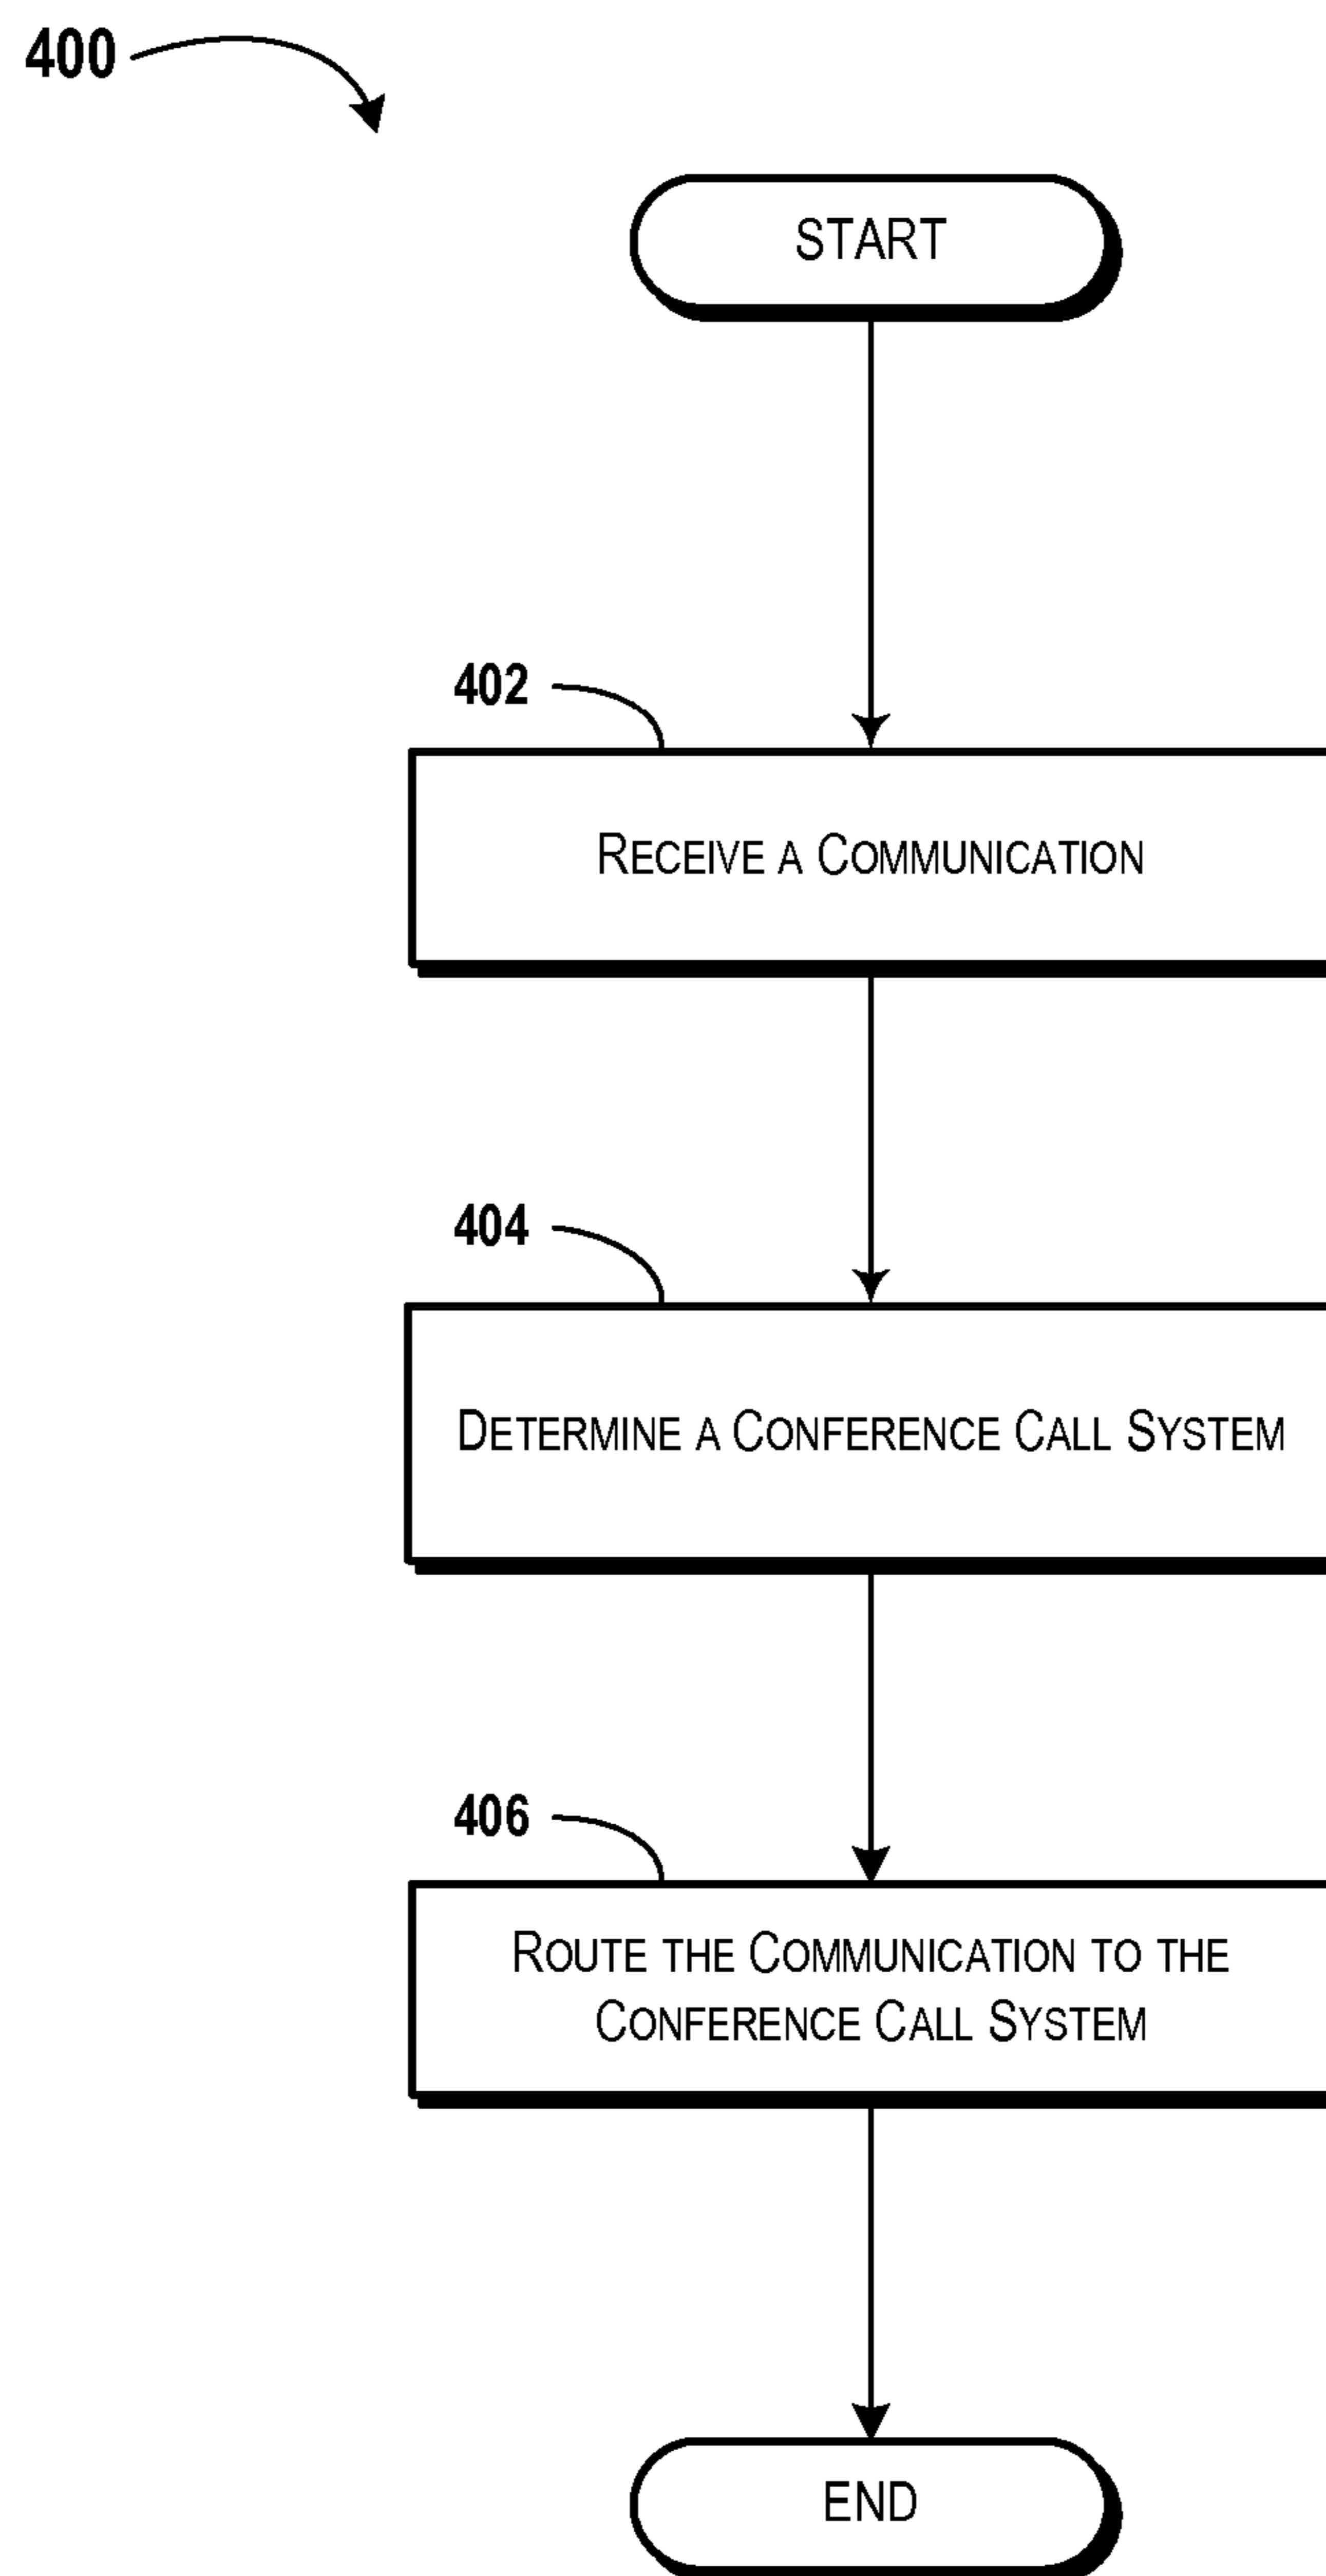 400
START
402
RECEIVE A COMMUNICATION
404
DETERMINE A CONFERENCE CALL SYSTEM
406
ROUTE THE COMMUNICATION TO THE
CONFERENCE CALL SYSTEM
END